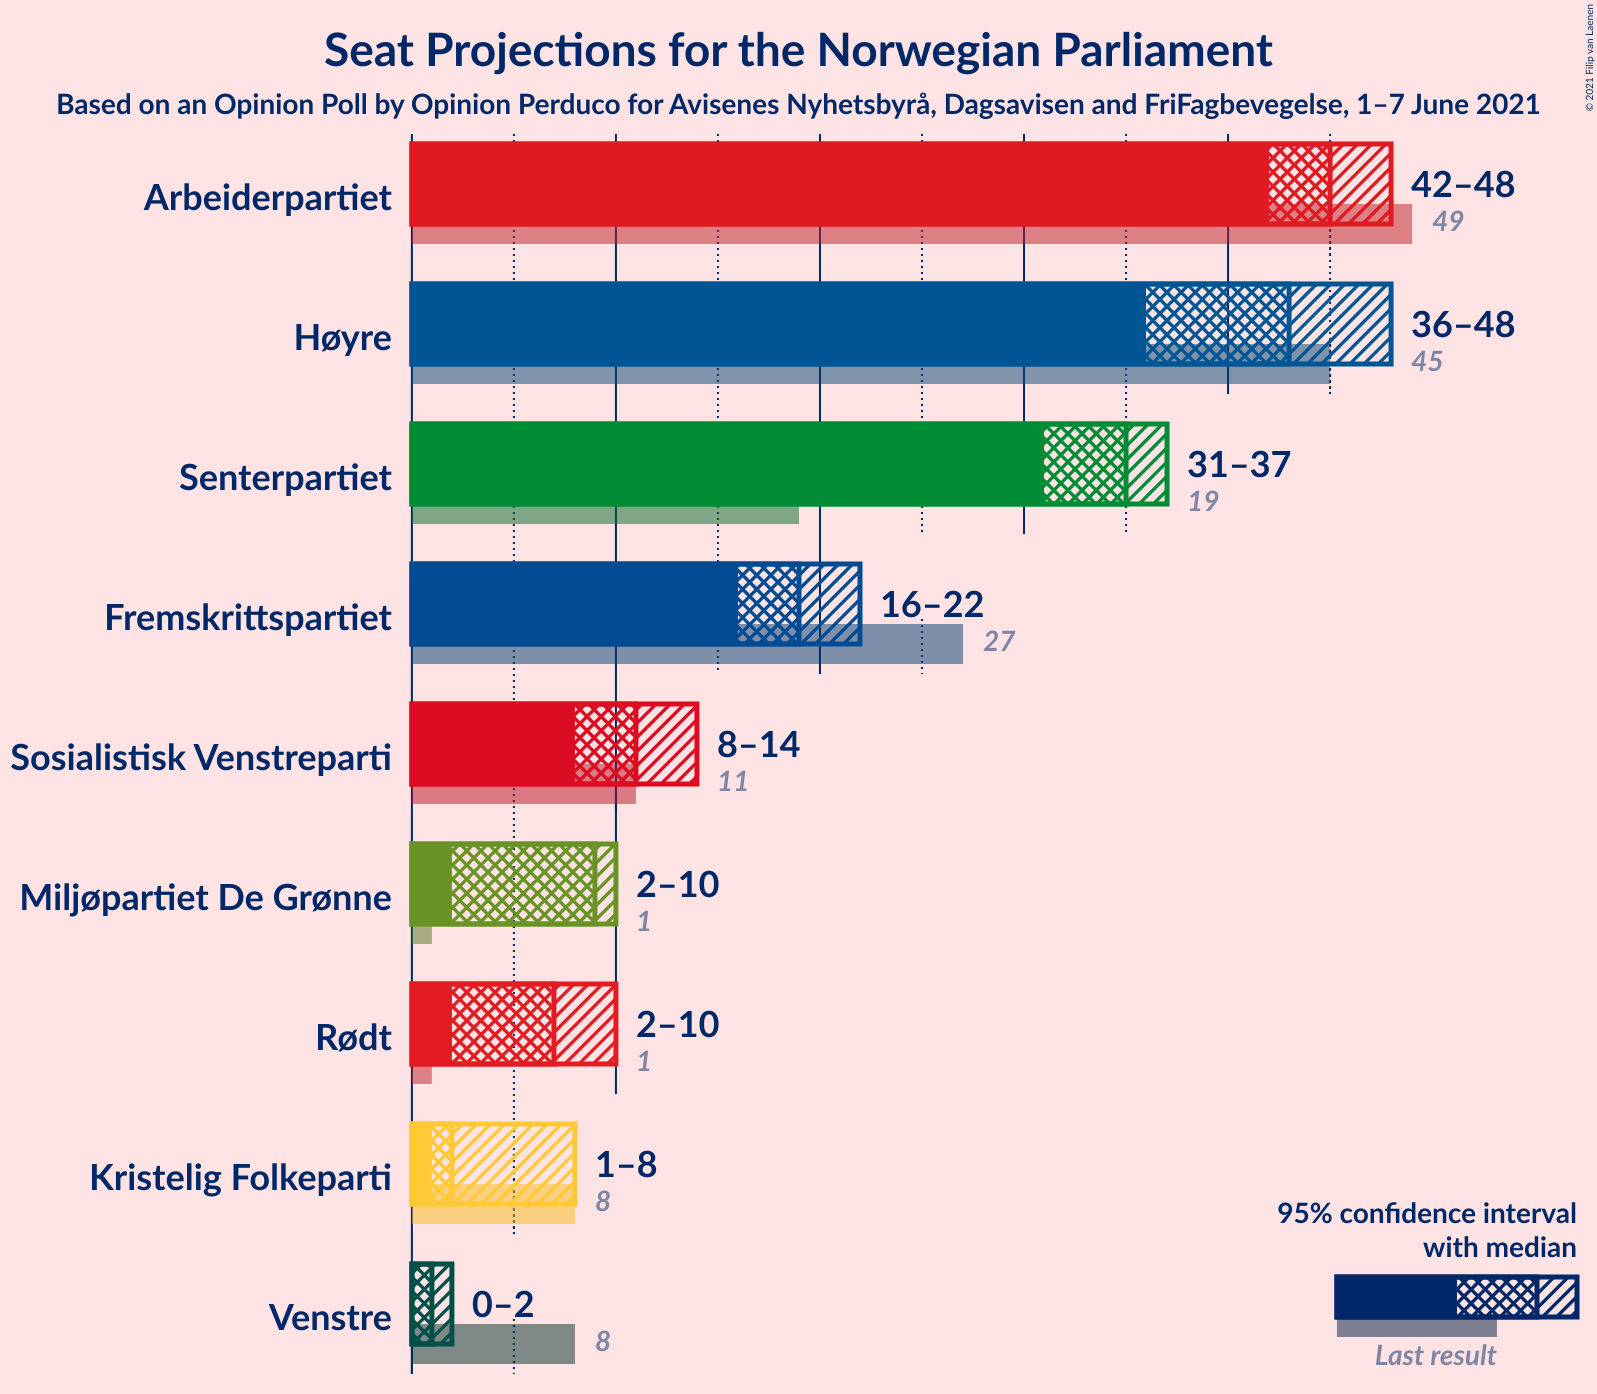 Seat Projections for the Norwegian Parliament
Based on an Opinion Poll by Opinion Perduco for Avisenes Nyhetsbyrå, Dagsavisen and FriFagbevegelse, 1–7 June 2021
© 2021 Filip van Laenen
Arbeiderpartiet
42–48
49
Høyre
36–48
45
Senterpartiet
31–37
19
Fremskrittspartiet
16–22
27
Sosialistisk Venstreparti
8–14
11
Miljøpartiet De Grønne
2–10
1
Rødt
2–10
1
Kristelig Folkeparti
1–8
8
Venstre
0–2
8
95% confidence interval
with median
Last result